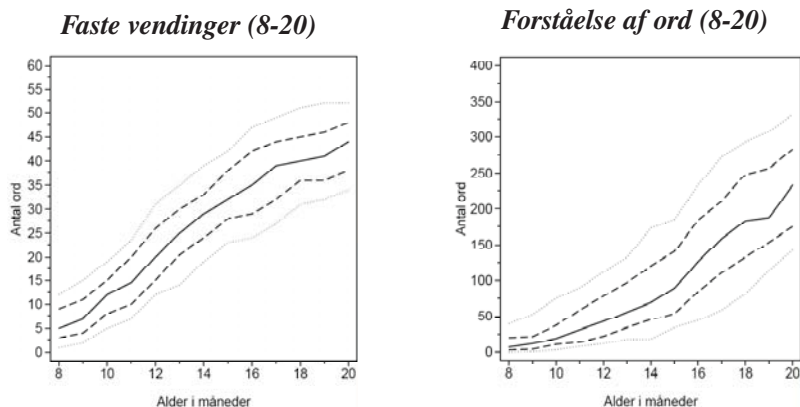 Faste vendinger (8-20)
60
55
50
45
40
35
30
25
20
15
10
5
0
Antal ord
8 10 12 14 16 18 20
Alder i måneder
Forståelse af ord (8-20)
400
350
300
250
200
150
100
50
0
Antal ord
8 10 12 14 16 18 20
Alder i måneder